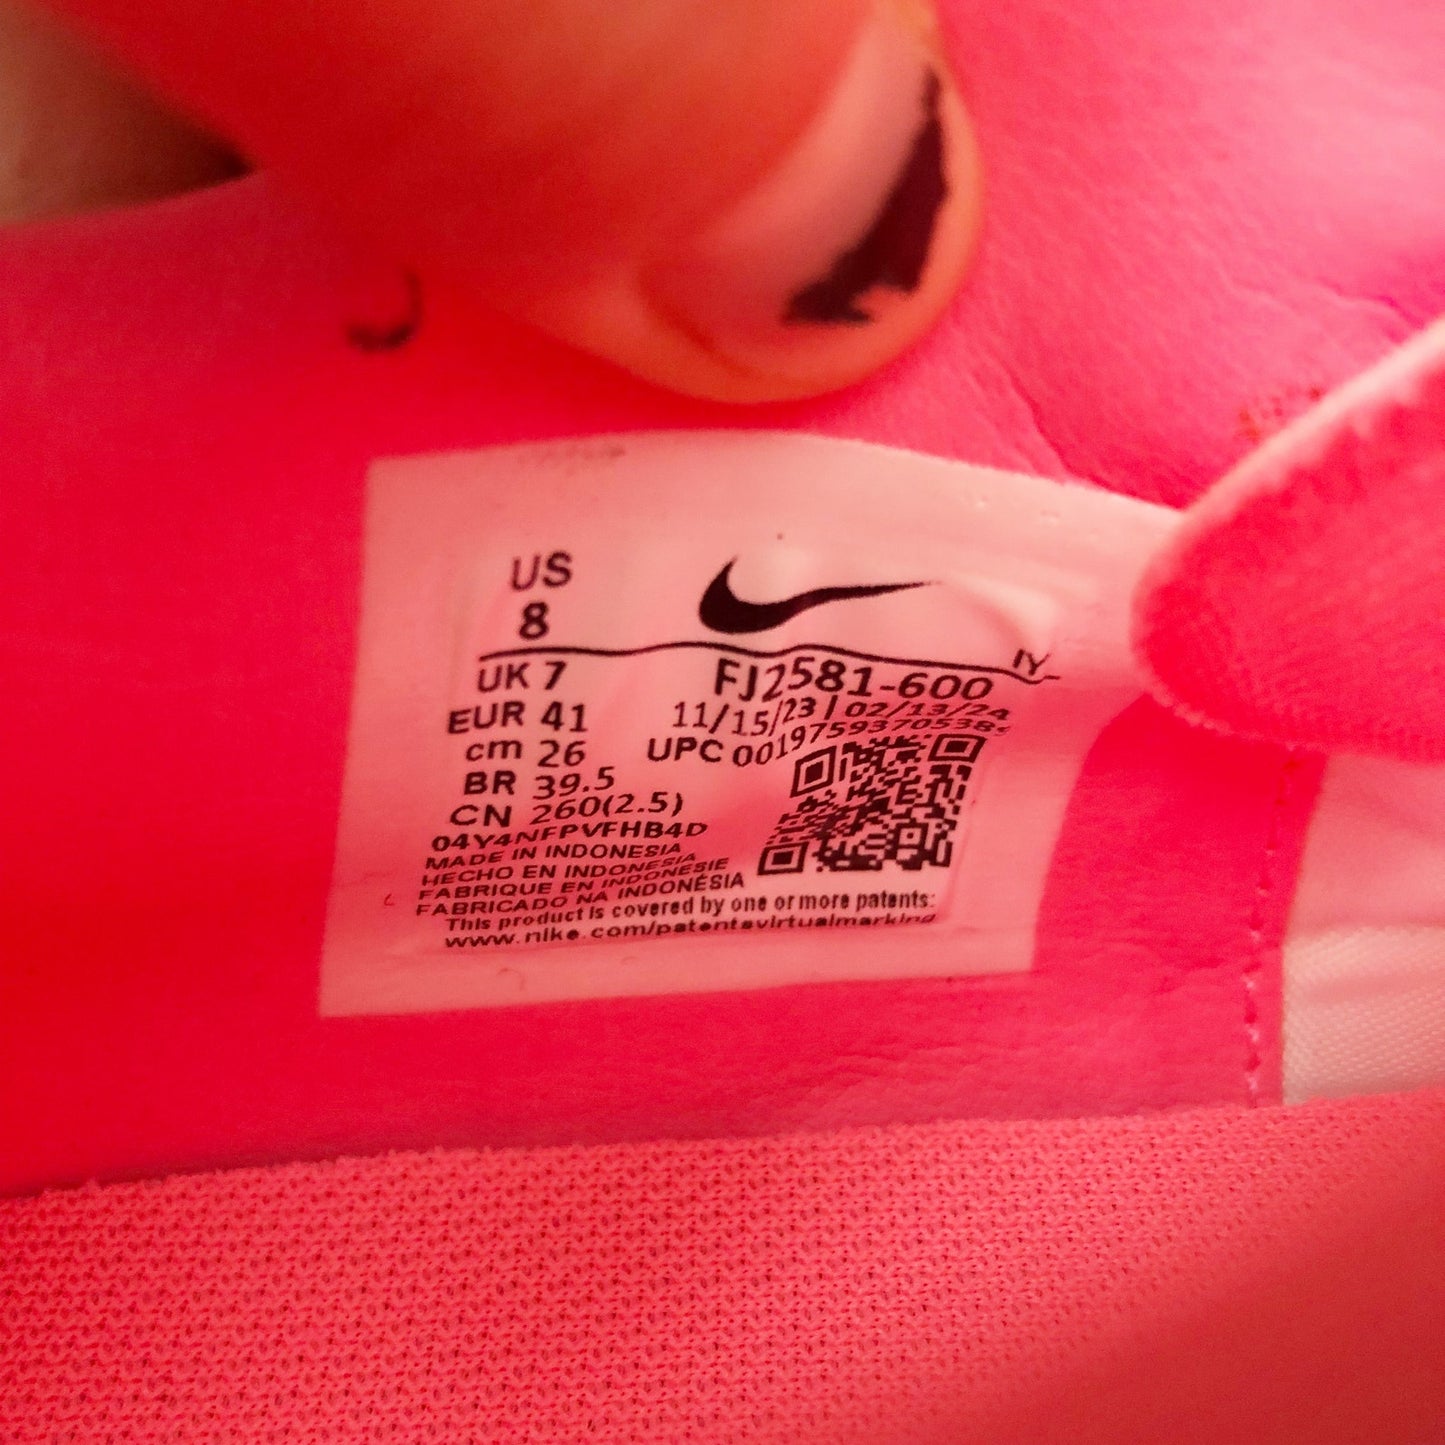 US
8
IY
UK 7
FJ2581-600
EUR 41
11/15/23 | 02/13/24
cm 26
UPC 00197593705389
BR 39.5
CN 260(2.5)
04Y4NFPVFHB4D
MADE IN INDONESIA
HECHO EN INDONESIA
FABRIQUE EN INDONESIE
FABRICADO NA INDONÉSIA
This product is covered by one or more patents:
www.nike.com/patentsvirtualmarking